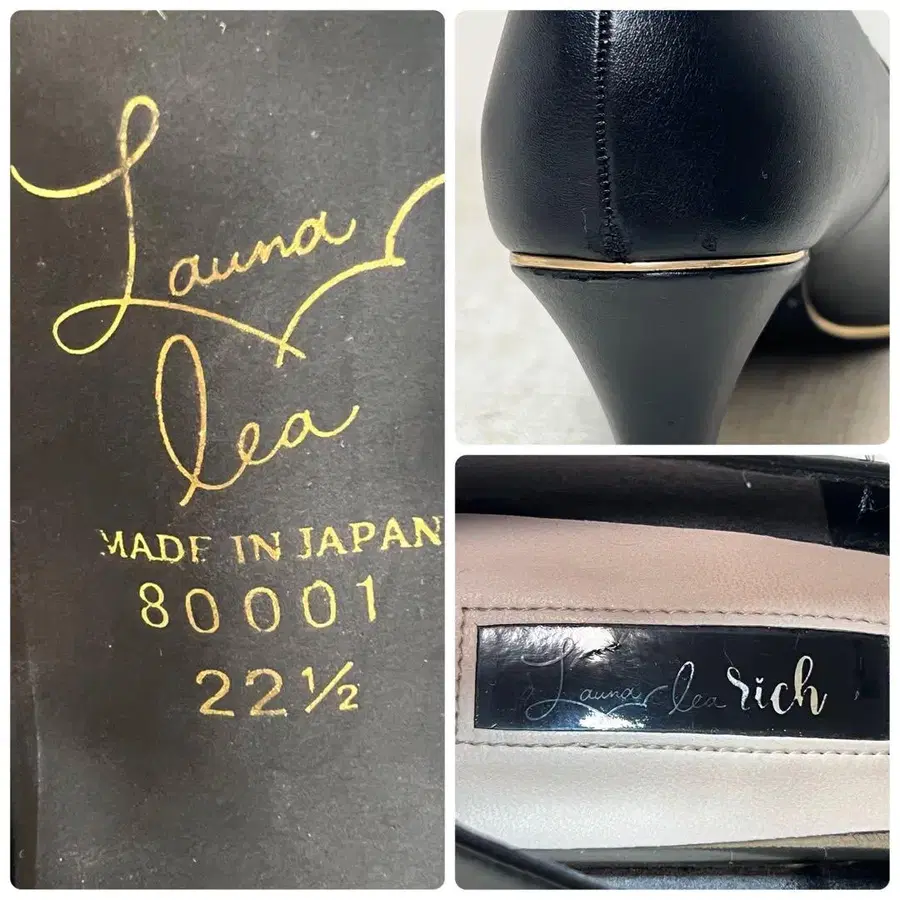 Launa
lea
MADE IN JAPAN
80001
22½
Launa lea rich